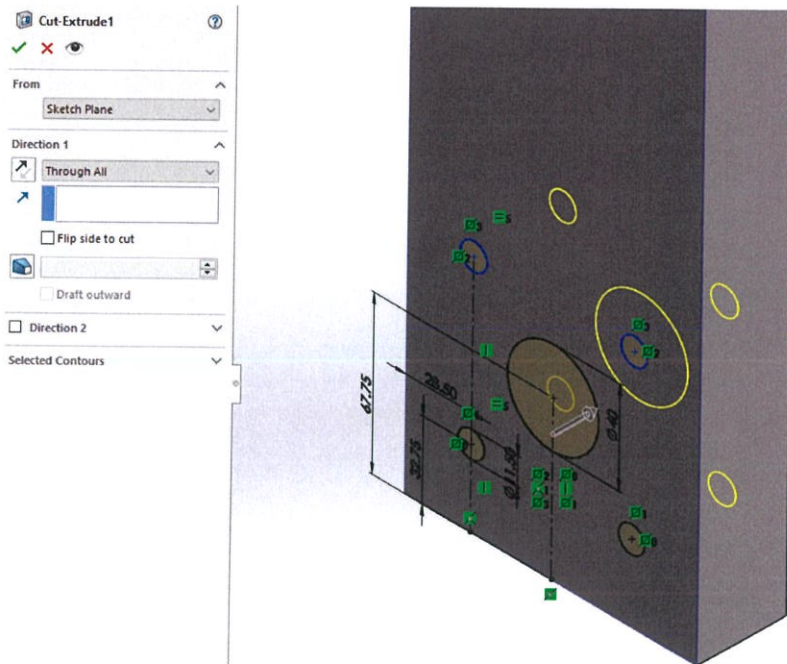 Cut-Extrude1
From
Sketch Plane
Direction 1
Through All
Flip side to cut
Draft outward
Direction 2
Selected Contours
67.75
28.50
32.75
Ø11.50
Ø40